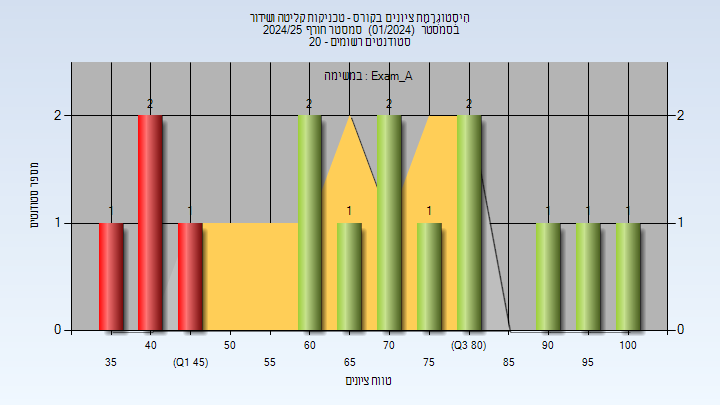 היסטוגרמת ציונים בקורס - טכניקות קליטה ושידור
בסמסטר (01/2024) סמסטר חורף 2024/25
סטודנטים רשומים - 20
במשימה : Exam_A
מספר סטודנטים
2 2
1 1
0 0
2 2 2 2
1 1 1 1 1 1 1
40 50 60 70 (Q3 80) 90 100
35 (Q1 45) 55 65 75 85 95
טווח ציונים